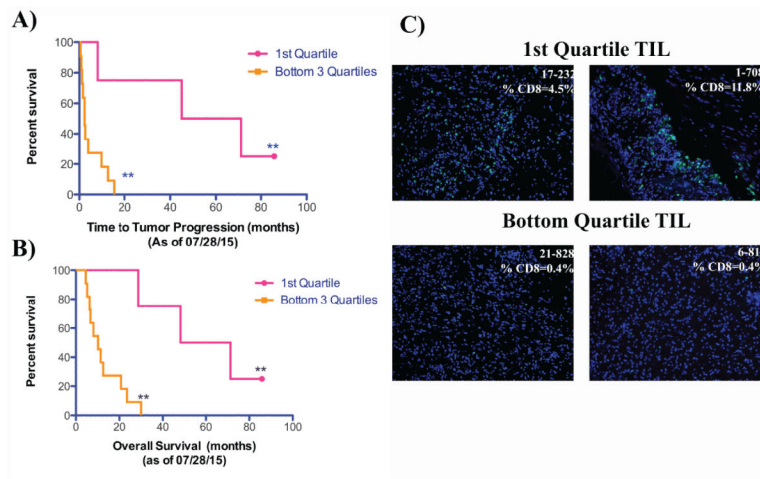 A)
1st Quartile
Bottom 3 Quartiles
Percent survival
100
80
60
40
20
0
**
**
0 20 40 60 80 100
Time to Tumor Progression (months)
(As of 07/28/15)
B)
1st Quartile
Bottom 3 Quartiles
Percent survival
100
80
60
40
20
0
**
**
0 20 40 60 80 100
Overall Survival (months)
(as of 07/28/15)
C)
1st Quartile TIL
17-232
% CD8=4.5%
1-708
% CD8=11.8%
Bottom Quartile TIL
21-828
% CD8=0.4%
% CD8=0.4%